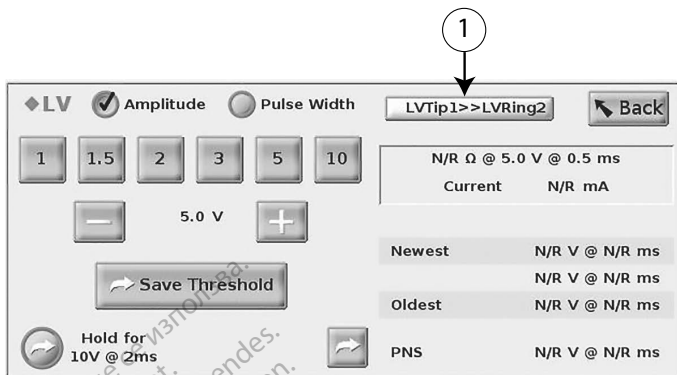 1
◆LV Amplitude Pulse Width LVTip1>>LVRing2 Back
1 1.5 2 3 5 10
N/R Ω @ 5.0 V @ 0.5 ms
Current N/R mA
5.0 V
Save Threshold
Newest N/R V @ N/R ms
N/R V @ N/R ms
Oldest N/R V @ N/R ms
Hold for
10V @ 2ms
PNS N/R V @ N/R ms